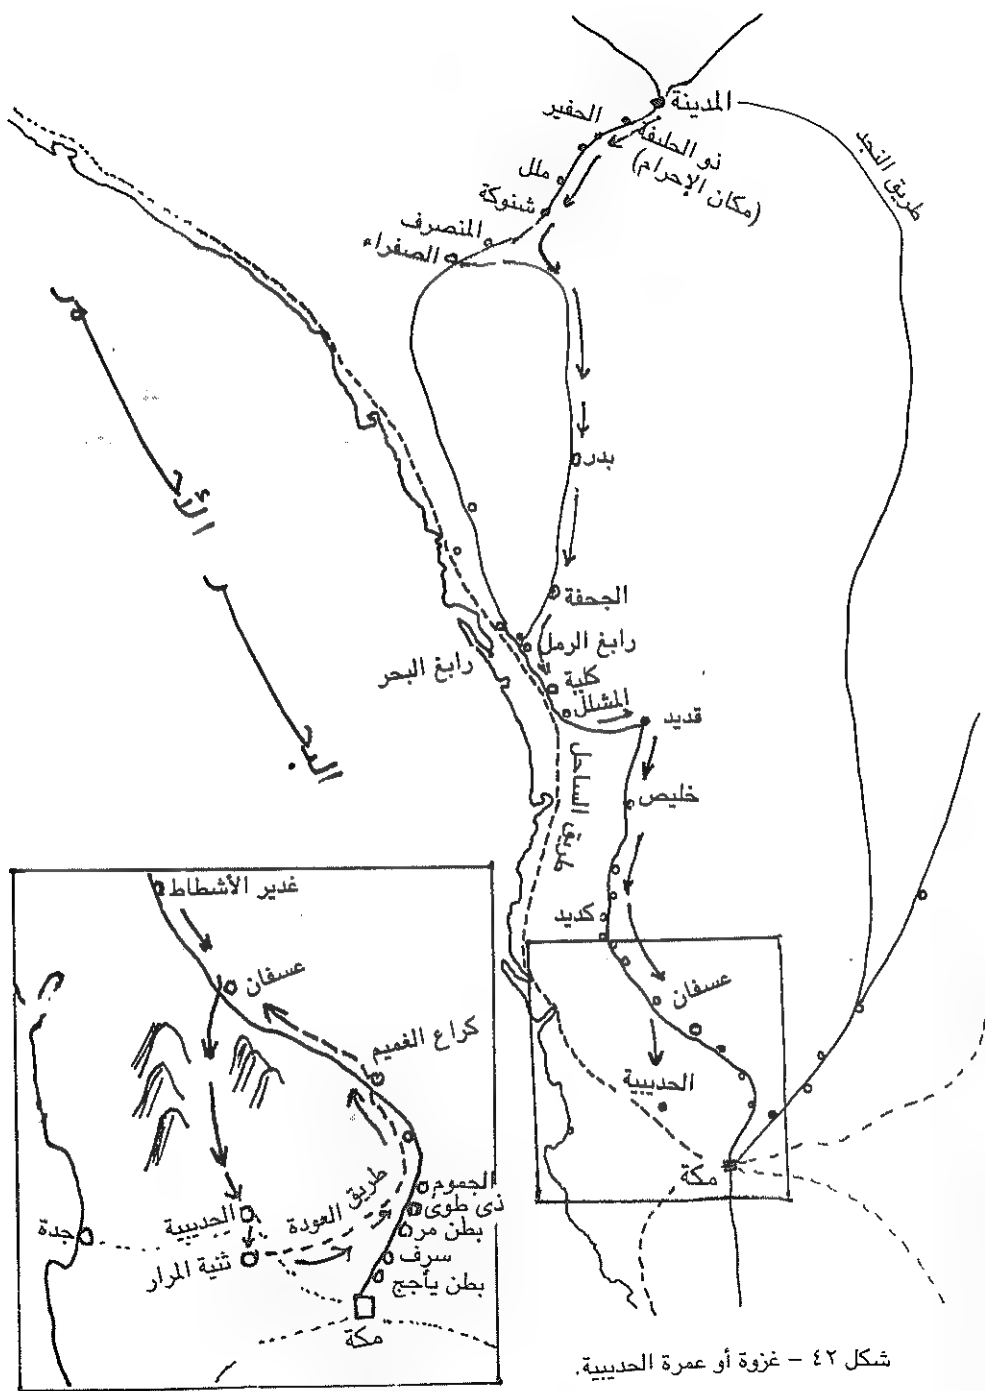 المدينة
الحفير
ذو الحليفة
(مكان الإحرام)
طريق النجد
ملل
شنوكة
المنصرف
الصفراء
بدر
الجحفة
رابغ الرمل
رابغ البحر
كلية
المشلل
قديد
خليص
طريق الساحل
كديد
عسفان
الحديبية
مكة
البحر الأحمر
غدير الأشطاط
عسفان
كراع الغميم
الجموم
ذى طوى
بطن مر
سرف
بطن يأجج
طريق العودة
الحديبية
ثنية المرار
جدة
مكة
شكل ٤٢ - غزوة أو عمرة الحديبية.